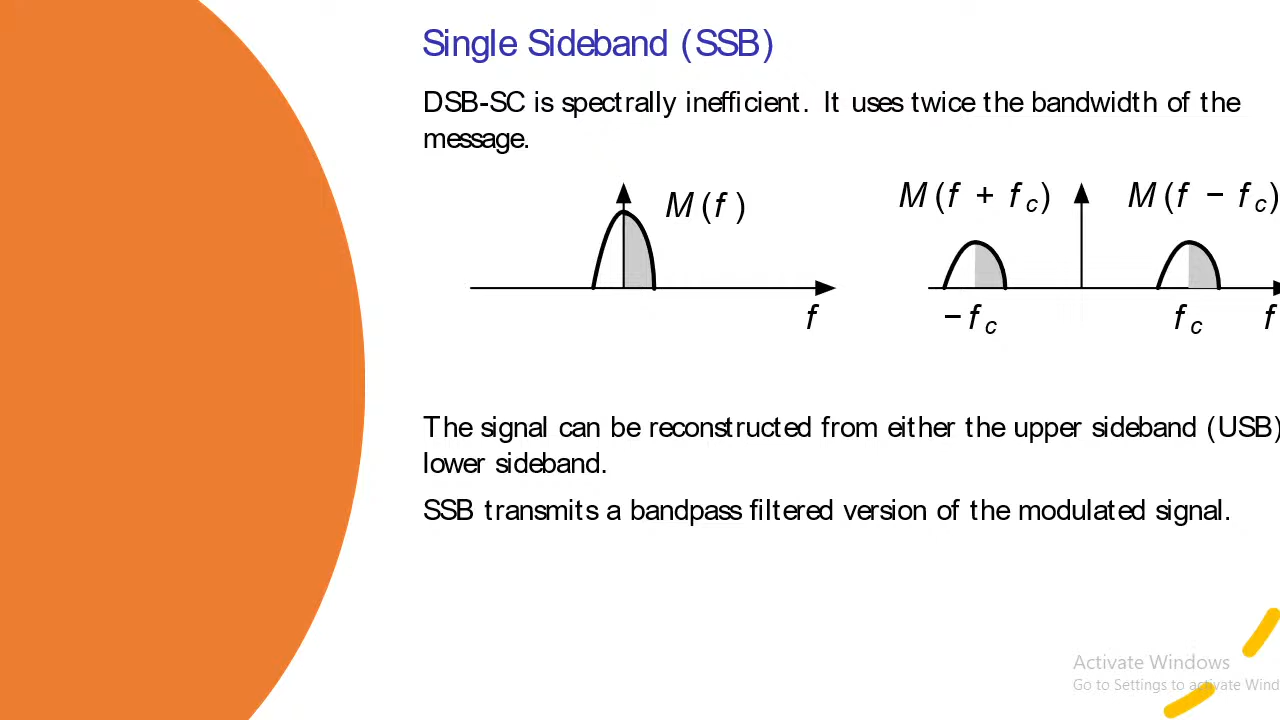 Single Sideband (SSB)
DSB-SC is spectrally inefficient. It uses twice the bandwidth of the
message.
M(f)
M(f + fc)
M(f − fc)
f
−fc
fc
f
The signal can be reconstructed from either the upper sideband (USB)
lower sideband.
SSB transmits a bandpass filtered version of the modulated signal.
Activate Windows
Go to Settings to activate Wind